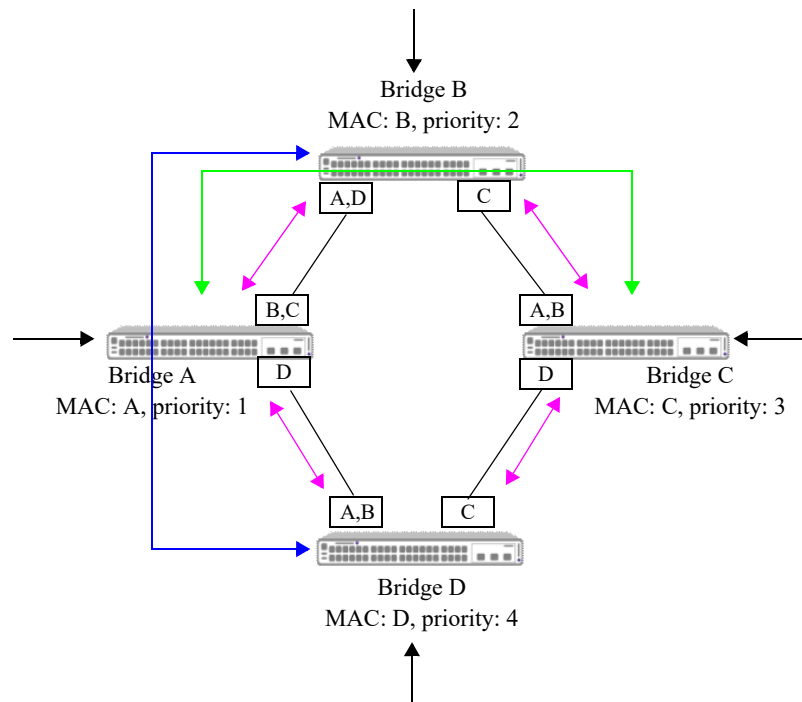 Bridge B
MAC: B, priority: 2
A,D
C
B,C
A,B
Bridge A
MAC: A, priority: 1
D
D
Bridge C
MAC: C, priority: 3
A,B
C
Bridge D
MAC: D, priority: 4